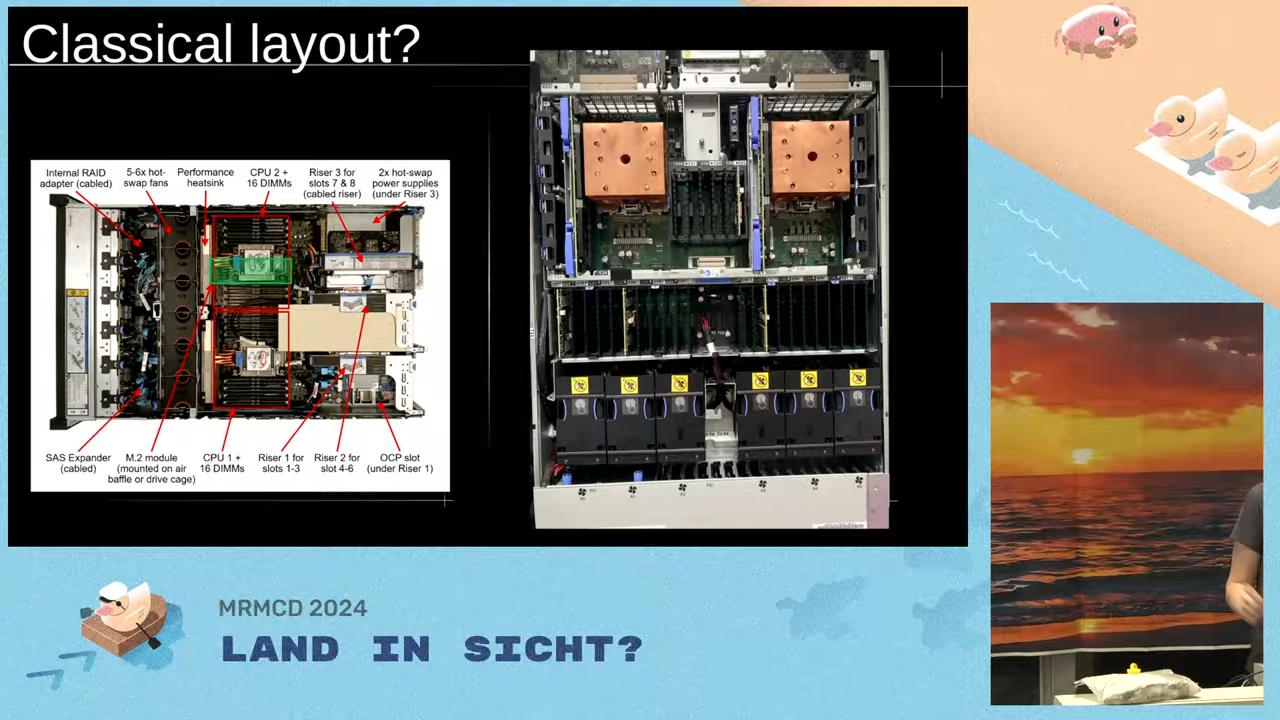 Classical layout?
Internal RAID
adapter (cabled)
5-6x hot-
swap fans
Performance
heatsink
CPU 2 +
16 DIMMs
Riser 3 for
slots 7 & 8
(cabled riser)
2x hot-swap
power supplies
(under Riser 3)
SAS Expander
(cabled)
M.2 module
(mounted on air
baffle or drive cage)
CPU 1 +
16 DIMMs
Riser 1 for
slots 1-3
Riser 2 for
slot 4-6
OCP slot
(under Riser 1)
MRMCD 2024
LAND IN SICHT?